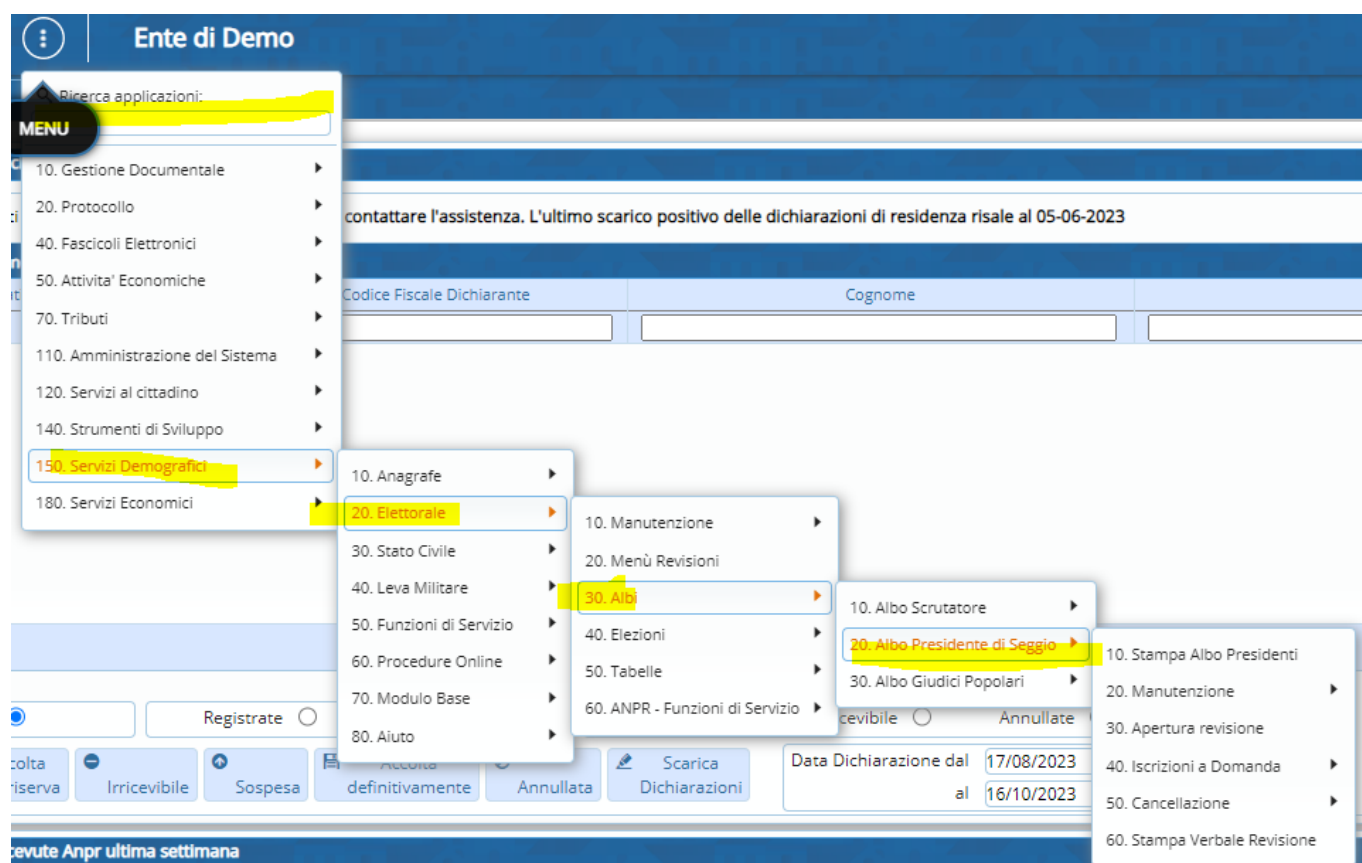 Ente di Demo
Ricerca applicazioni:
MENU
10. Gestione Documentale
20. Protocollo
40. Fascicoli Elettronici
50. Attivita' Economiche
70. Tributi
110. Amministrazione del Sistema
120. Servizi al cittadino
140. Strumenti di Sviluppo
150. Servizi Demografici
180. Servizi Economici
contattare l'assistenza. L'ultimo scarico positivo delle dichiarazioni di residenza risale al 05-06-2023
Codice Fiscale Dichiarante
Cognome
10. Anagrafe
20. Elettorale
30. Stato Civile
40. Leva Militare
50. Funzioni di Servizio
60. Procedure Online
70. Modulo Base
80. Aiuto
10. Manutenzione
20. Menù Revisioni
30. Albi
40. Elezioni
50. Tabelle
60. ANPR - Funzioni di Servizio
10. Albo Scrutatore
20. Albo Presidente di Seggio
30. Albo Giudici Popolari
10. Stampa Albo Presidenti
20. Manutenzione
30. Apertura revisione
40. Iscrizioni a Domanda
50. Cancellazione
60. Stampa Verbale Revisione
Registrate
cevibile
Annullate
colta
riserva
Irricevibile
Sospesa
definitivamente
Annullata
Scarica
Dichiarazioni
Data Dichiarazione dal 17/08/2023
al 16/10/2023
cevute Anpr ultima settimana